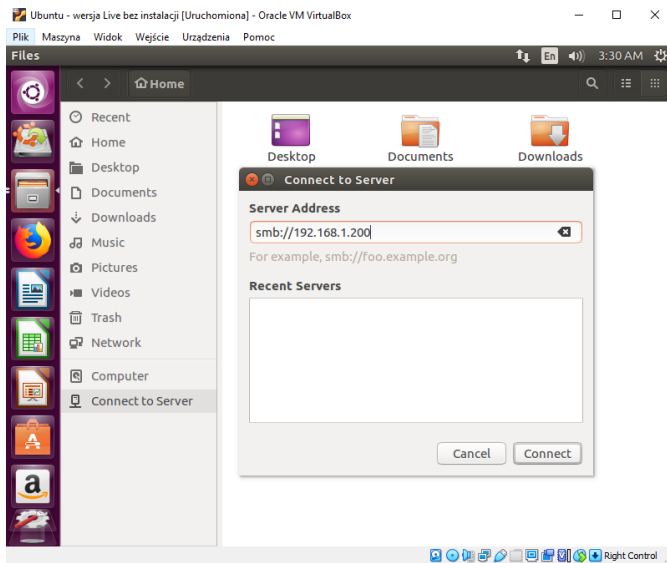 Ubuntu - wersja Live bez instalacji [Uruchomiona] - Oracle VM VirtualBox
Plik Maszyna Widok Wejście Urządzenia Pomoc
Files En 3:30 AM
Home
Recent
Home
Desktop
Documents
Downloads
Music
Pictures
Videos
Trash
Network
Computer
Connect to Server
Desktop Documents Downloads
Connect to Server
Server Address
smb://192.168.1.200
For example, smb://foo.example.org
Recent Servers
Cancel Connect
A
a
Right Control